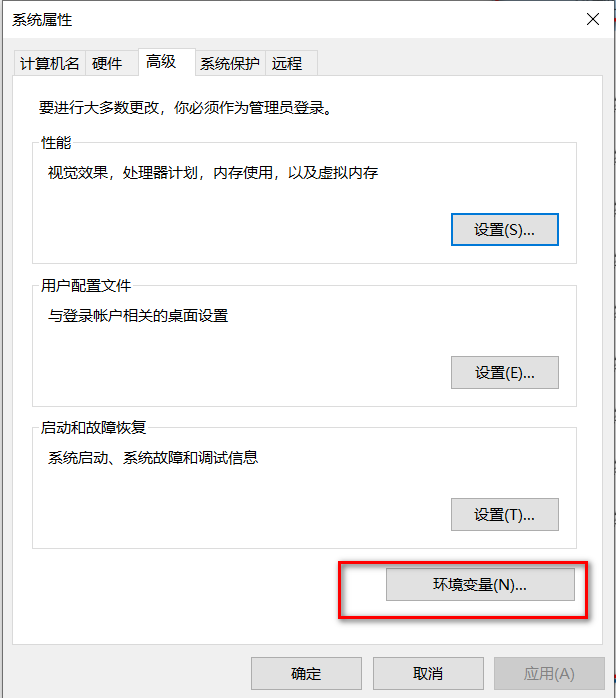 系统属性
计算机名 硬件 高级 系统保护 远程
要进行大多数更改，你必须作为管理员登录。
性能
视觉效果，处理器计划，内存使用，以及虚拟内存
设置(S)...
用户配置文件
与登录帐户相关的桌面设置
设置(E)...
启动和故障恢复
系统启动、系统故障和调试信息
设置(T)...
环境变量(N)...
确定 取消 应用(A)